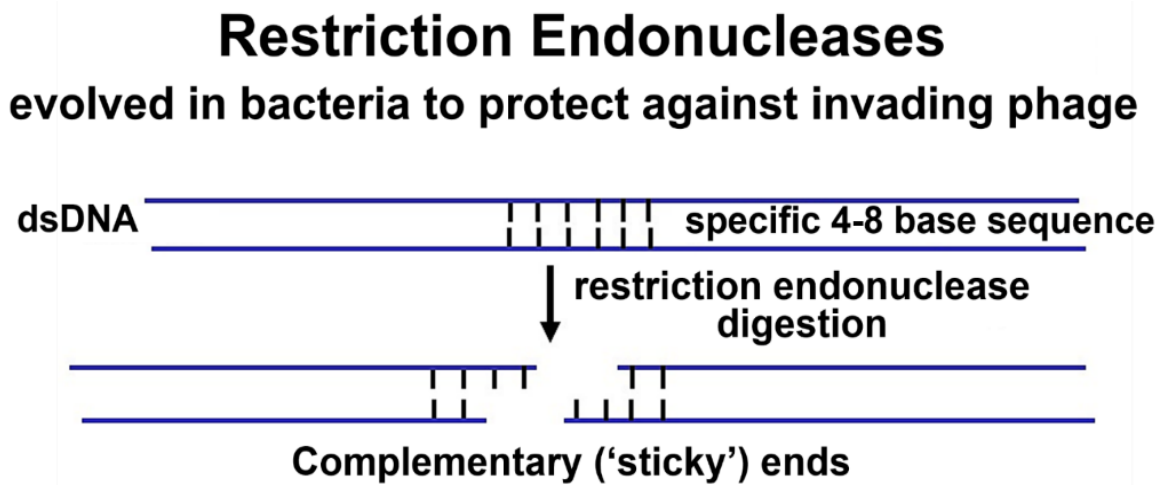 Restriction Endonucleases
evolved in bacteria to protect against invading phage
dsDNA
specific 4-8 base sequence
restriction endonuclease
digestion
Complementary (‘sticky’) ends